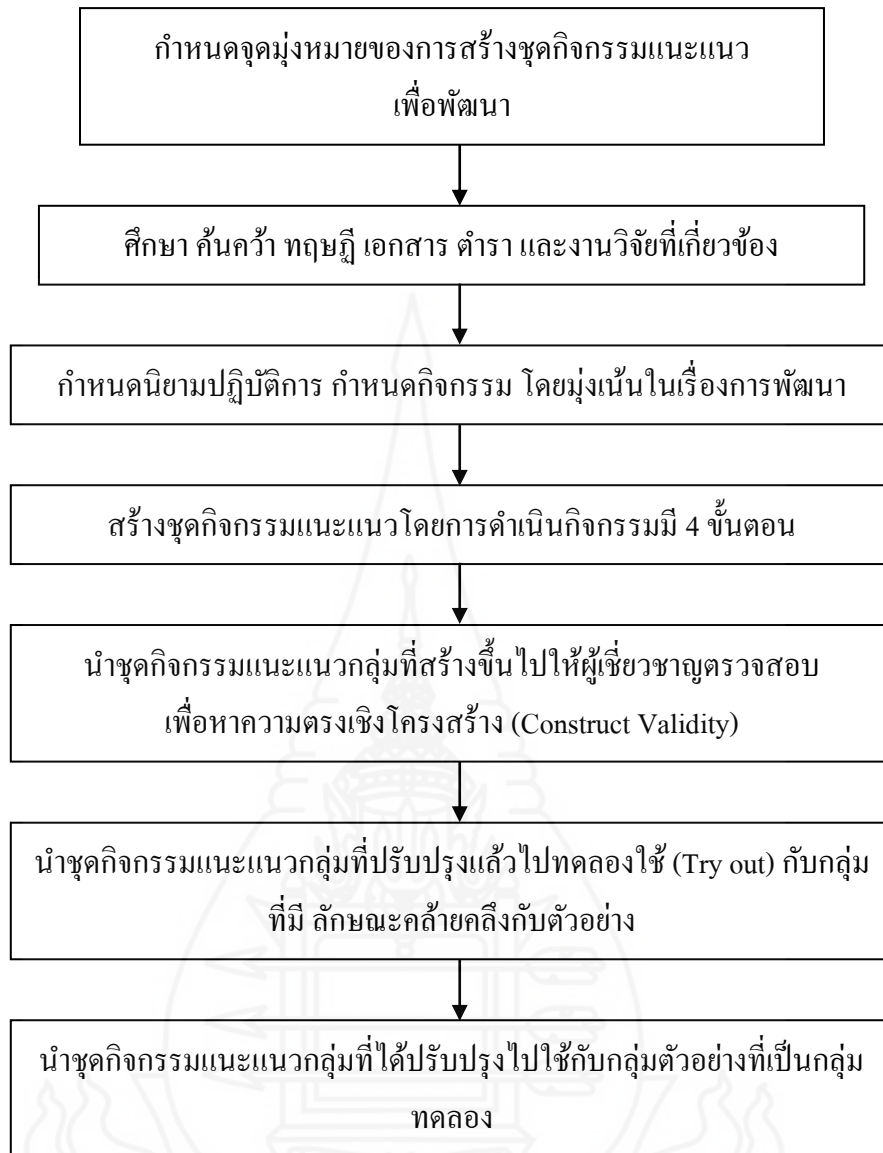 กำหนดจุดมุ่งหมายของการสร้างชุดกิจกรรมแนะแนว
เพื่อพัฒนา
ศึกษา ค้นคว้า ทฤษฎี เอกสาร ตำรา และงานวิจัยที่เกี่ยวข้อง
กำหนดนิยามปฏิบัติการ กำหนดกิจกรรม โดยมุ่งเน้นในเรื่องการพัฒนา
สร้างชุดกิจกรรมแนะแนวโดยการดำเนินกิจกรรมมี 4 ขั้นตอน
นำชุดกิจกรรมแนะแนวกลุ่มที่สร้างขึ้นไปให้ผู้เชี่ยวชาญตรวจสอบ
เพื่อหาความตรงเชิงโครงสร้าง (Construct Validity)
นำชุดกิจกรรมแนะแนวกลุ่มที่ปรับปรุงแล้วไปทดลองใช้ (Try out) กับกลุ่ม
ที่มี ลักษณะคล้ายคลึงกับตัวอย่าง
นำชุดกิจกรรมแนะแนวกลุ่มที่ได้ปรับปรุงไปใช้กับกลุ่มตัวอย่างที่เป็นกลุ่ม
ทดลอง